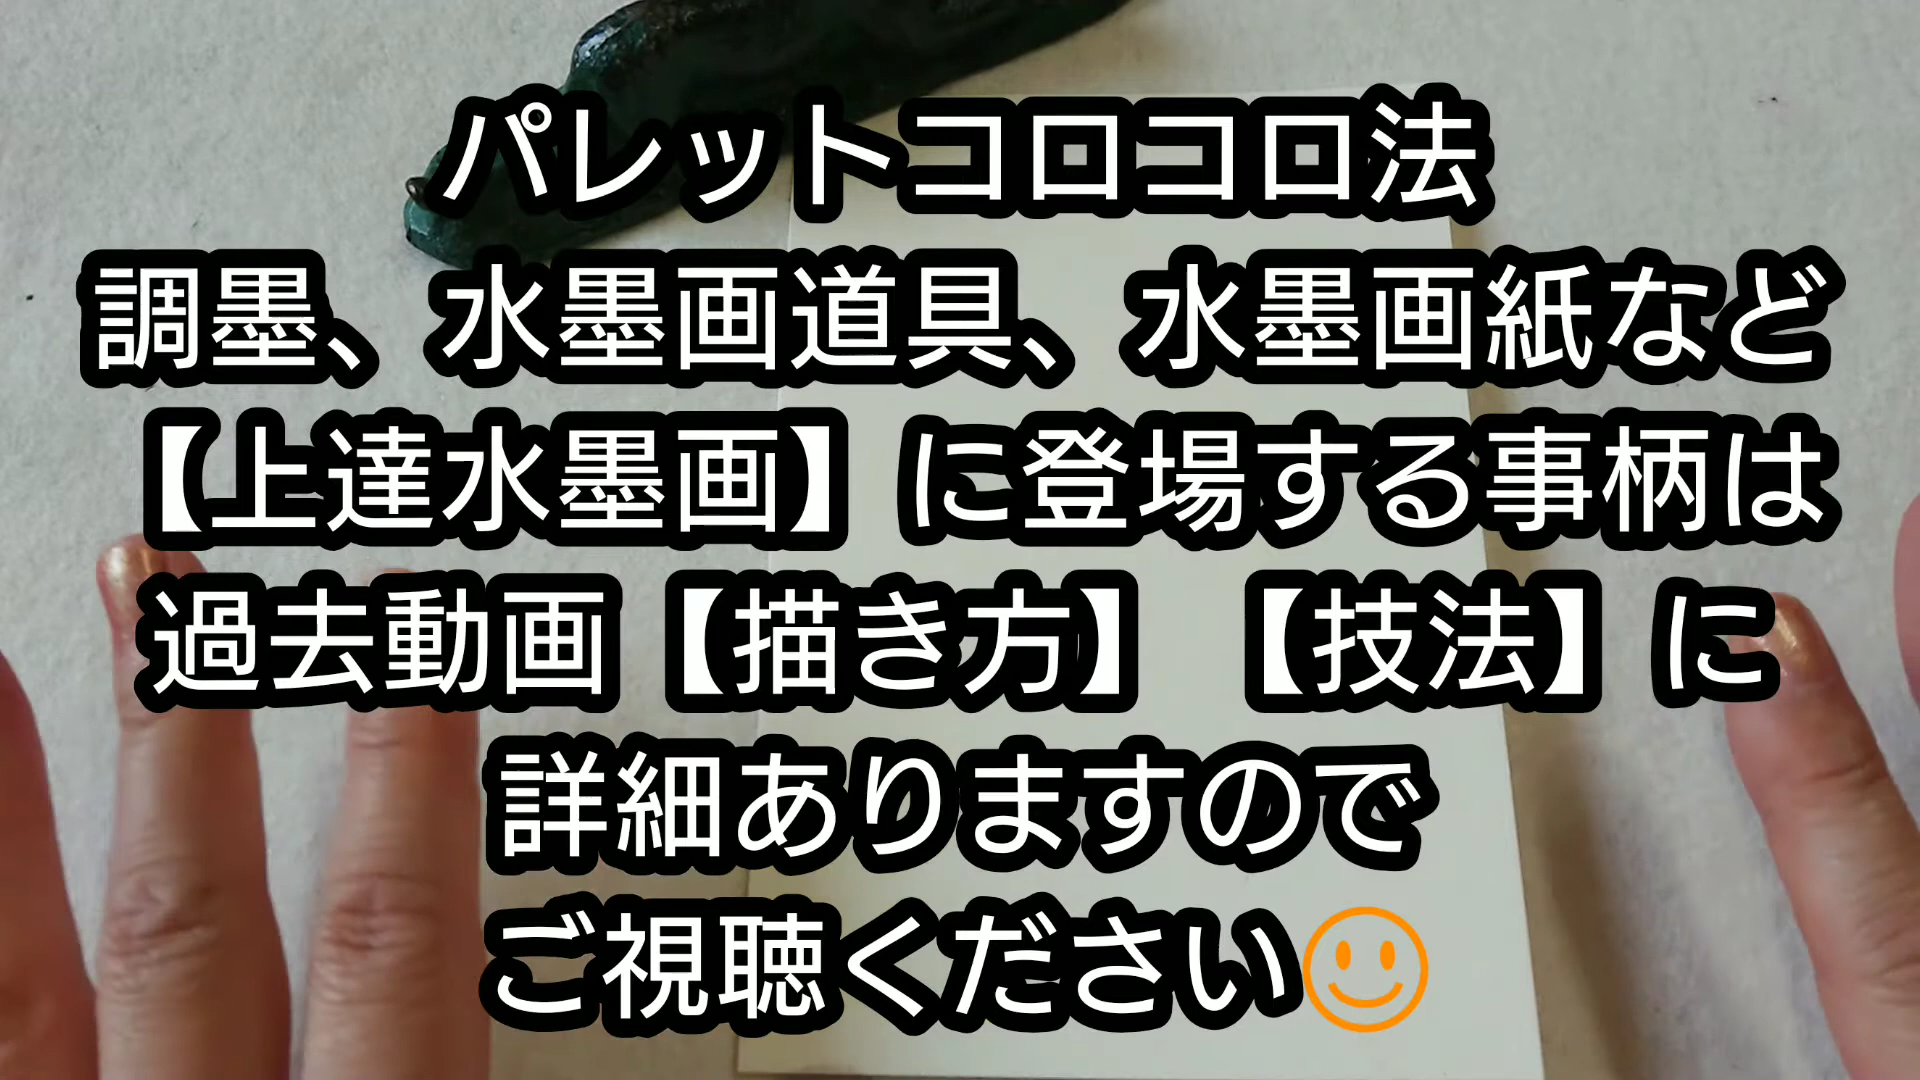 パレットコロコロ法
調墨、水墨画道具、水墨画紙など
【上達水墨画】に登場する事柄は
過去動画【描き方】【技法】に
詳細ありますので
ご視聴ください☺